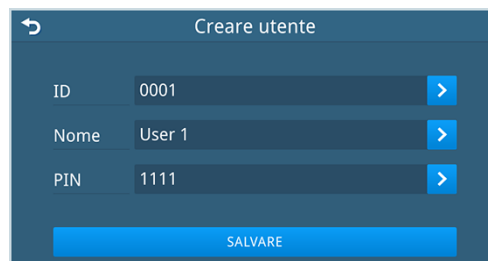 Creare utente
ID 0001
Nome User 1
PIN 1111
SALVARE